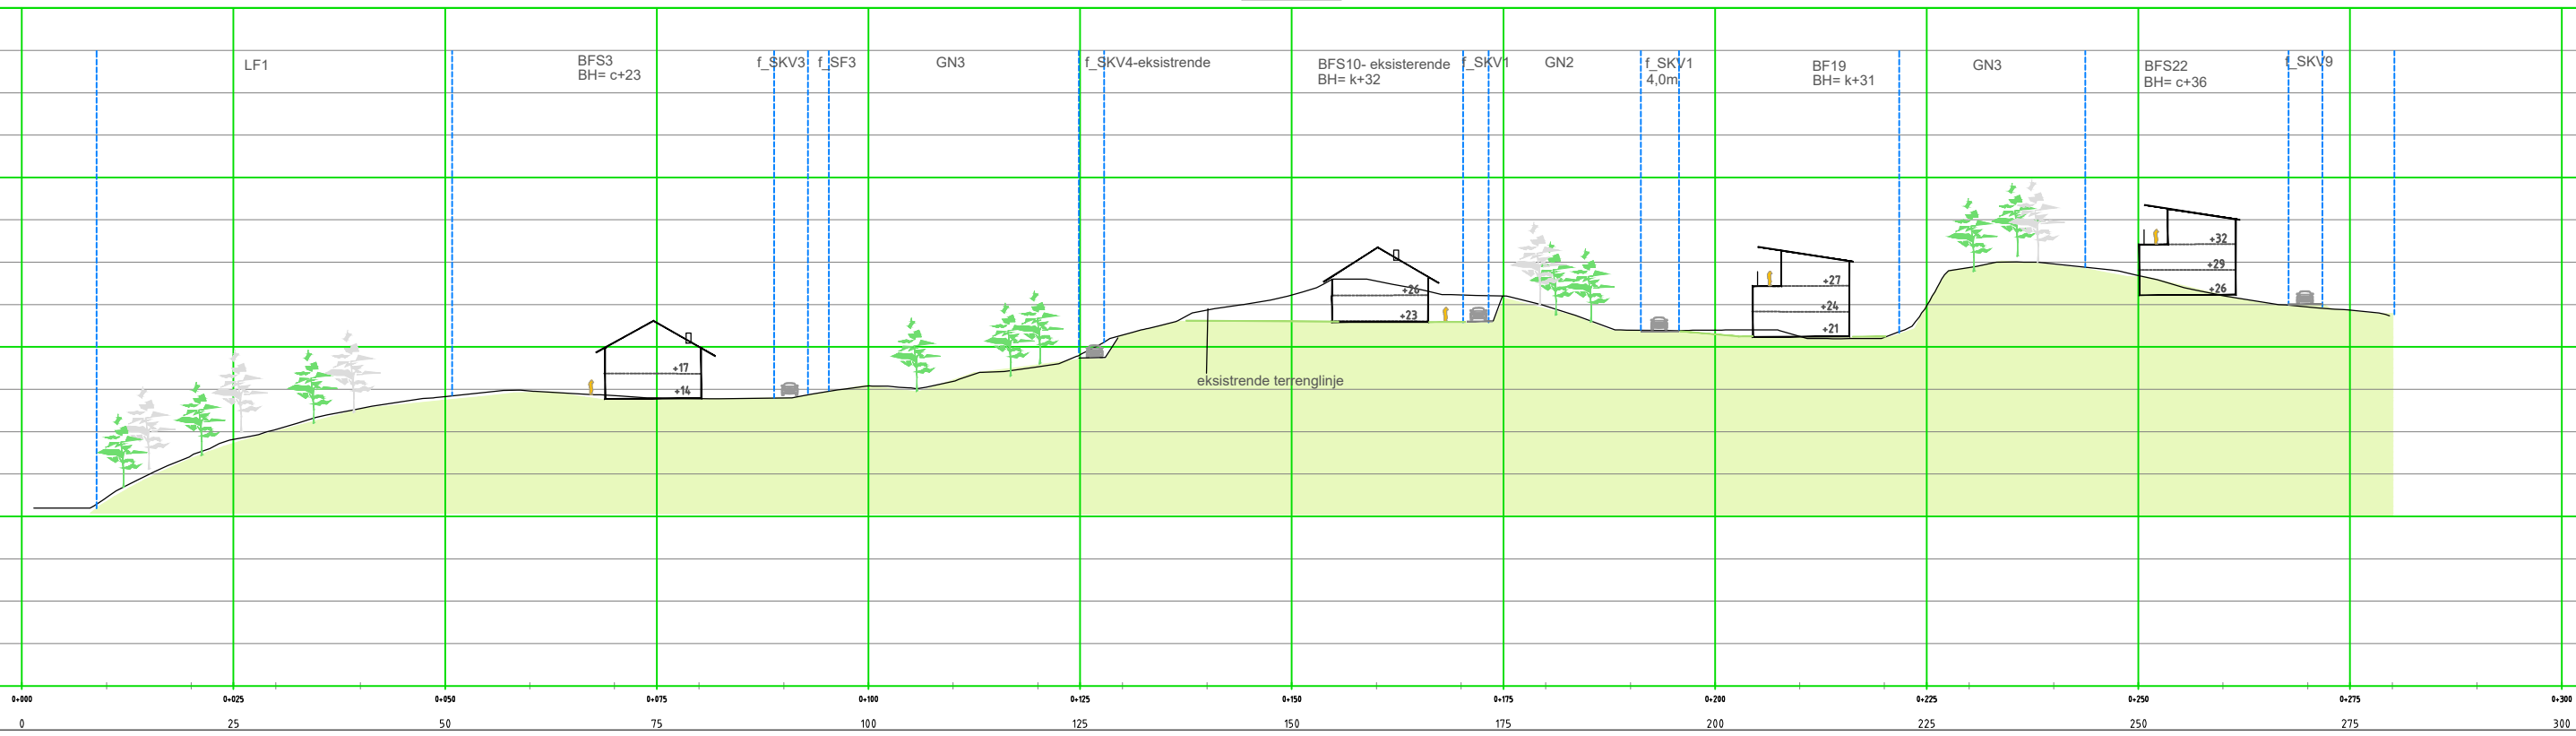 LF1
BFS3
BH= c+23
f_SKV3
f_SF3
GN3
f_SKV4-eksistrende
BFS10- eksisterende
BH= k+32
f_SKV1
GN2
f_SKV1
4,0m
BF19
BH= k+31
GN3
BFS22
BH= c+36
f_SKV9
+32
+29
+26
+27
+24
+21
+26
+23
+17
+14
eksistrende terrenglinje
0+000 0+025 0+050 0+075 0+100 0+125 0+150 0+175 0+200 0+225 0+250 0+275 0+300
0 25 50 75 100 125 150 175 200 225 250 275 300